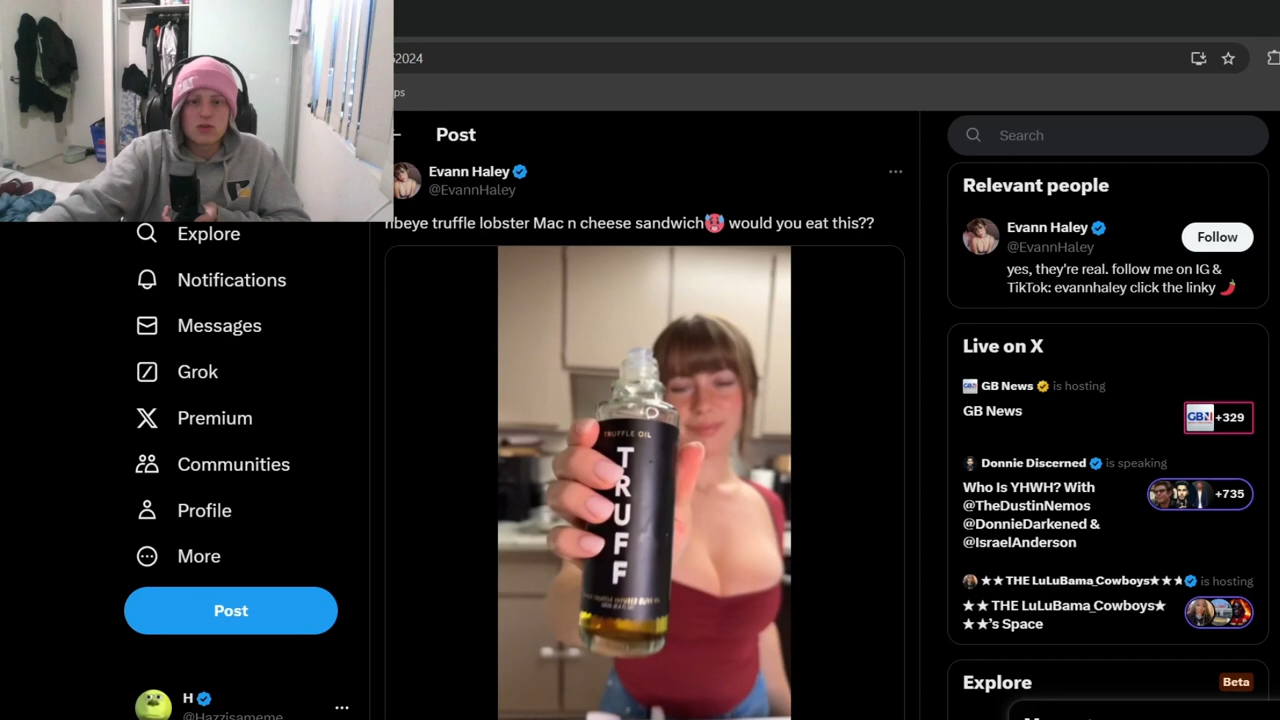 2024
ps
Post
Evann Haley
@EvannHaley
ribeye truffle lobster Mac n cheese sandwich🥵 would you eat this??
TRUFFLE OIL
TRUFF
Explore
Notifications
Messages
Grok
Premium
Communities
Profile
More
Post
H
@Hazzisameme
Search
Relevant people
Evann Haley
@EvannHaley
Follow
yes, they're real. follow me on IG &
TikTok: evannhaley click the linky 🌶️
Live on X
GB News is hosting
GB News
GBN +329
Donnie Discerned is speaking
Who Is YHWH? With
@TheDustinNemos
@DonnieDarkened &
@IsraelAnderson
+735
★★THE LuLuBama Cowboys★★★ is hosting
★★THE LuLuBama Cowboys★
★★'s Space
Explore
Beta